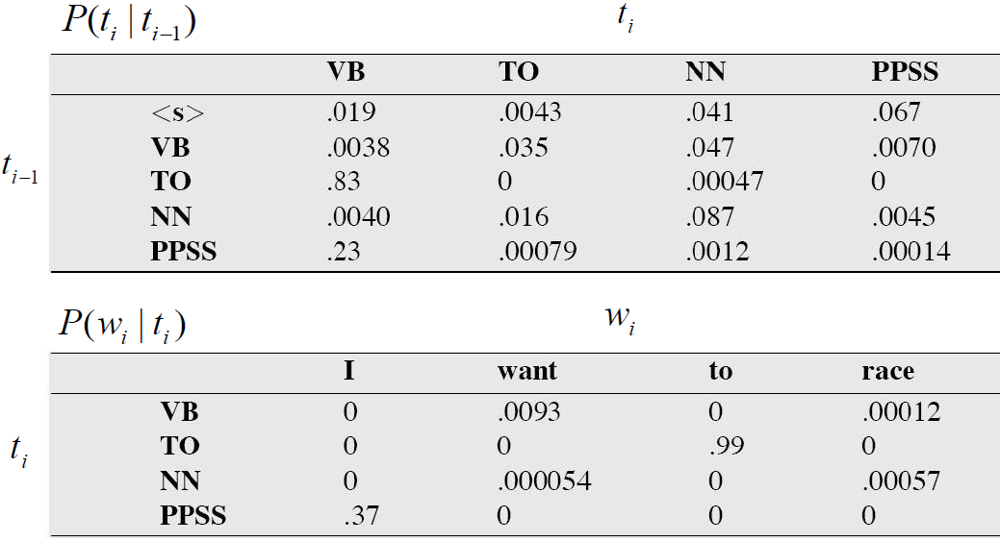 P(t_i | t_{i-1}) t_i
VB TO NN PPSS
<s> .019 .0043 .041 .067
VB .0038 .035 .047 .0070
t_{i-1}
TO .83 0 .00047 0
NN .0040 .016 .087 .0045
PPSS .23 .00079 .0012 .00014
P(w_i | t_i) w_i
I want to race
VB 0 .0093 0 .00012
t_i
TO 0 0 .99 0
NN 0 .000054 0 .00057
PPSS .37 0 0 0